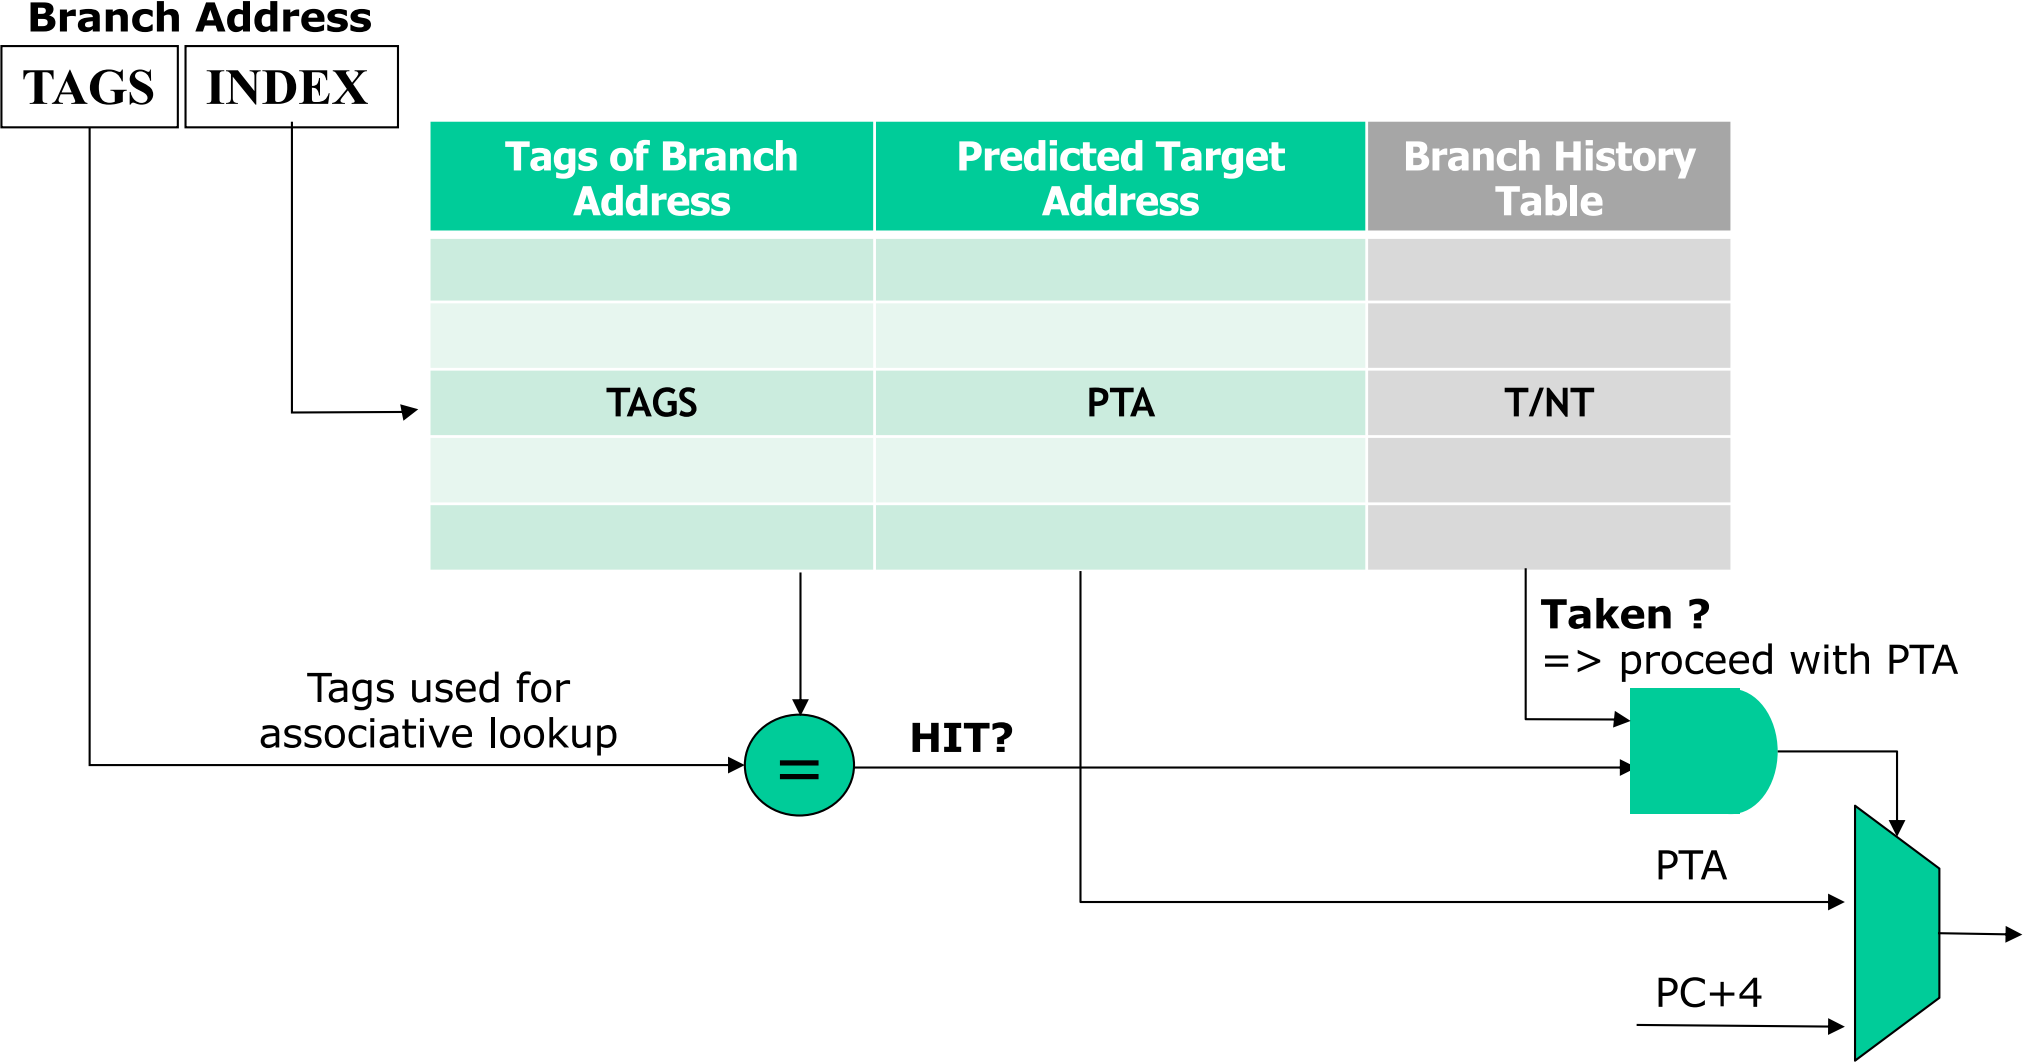 Branch Address
TAGS
INDEX
Tags of Branch
Address
Predicted Target
Address
Branch History
Table
TAGS
PTA
T/NT
Taken ?
=> proceed with PTA
Tags used for
associative lookup
=
HIT?
PTA
PC+4